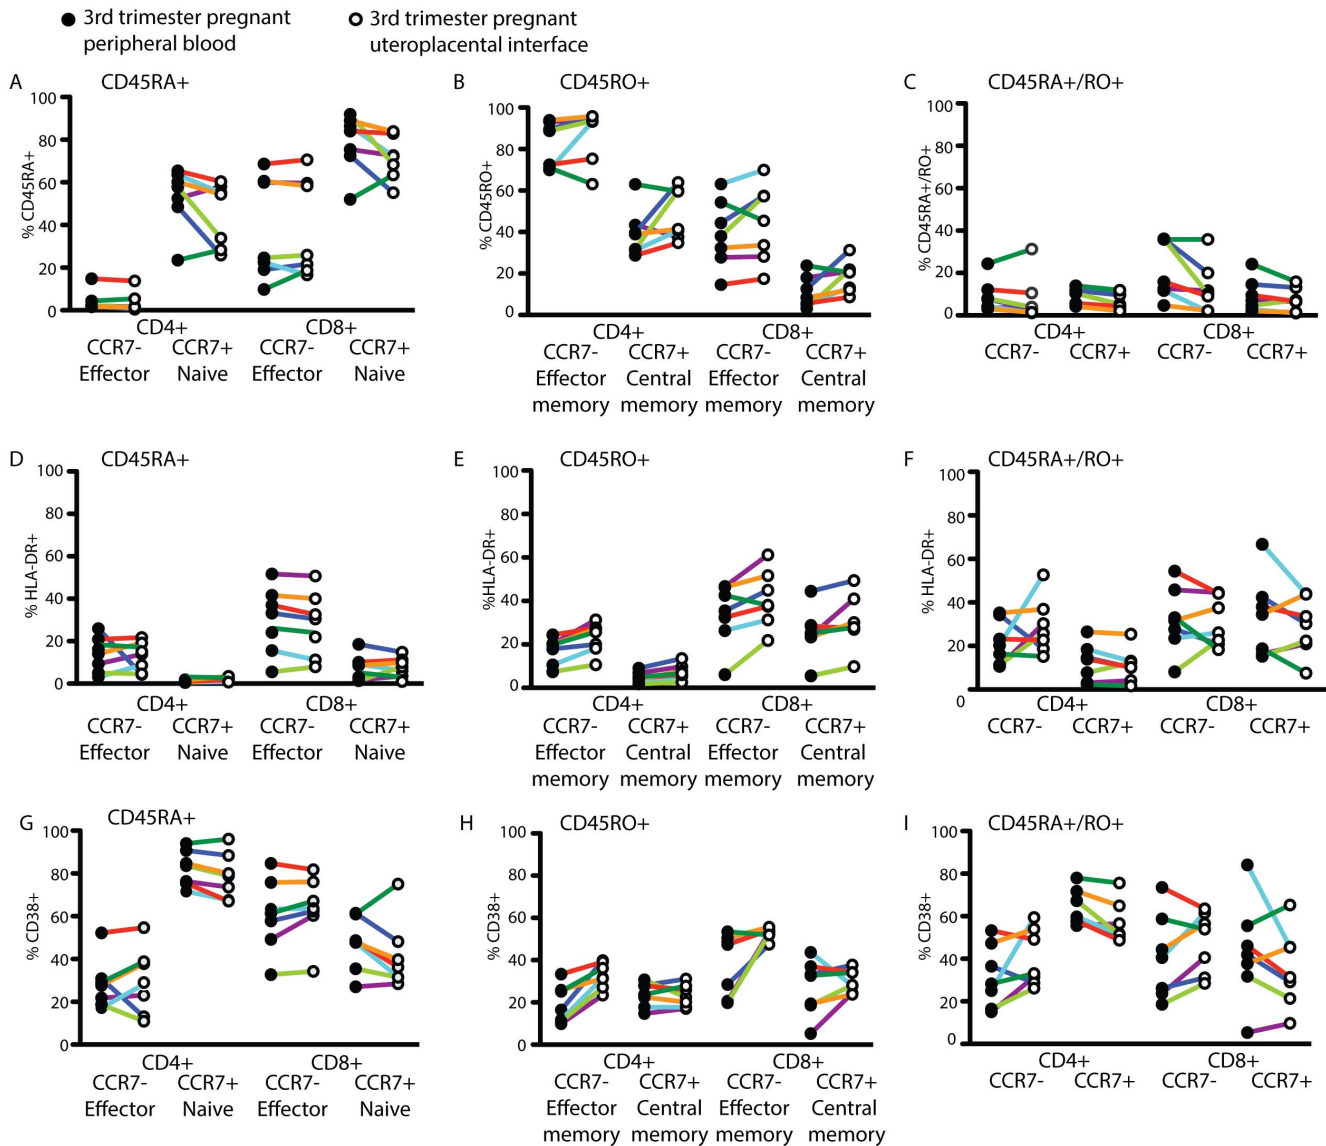 3rd trimester pregnant
peripheral blood
3rd trimester pregnant
uteroplacental interface
A
CD45RA+
% CD45RA+
100
80
60
40
20
0
CD4+
CD8+
CCR7- CCR7+ CCR7- CCR7+
Effector Naive Effector Naive
B
CD45RO+
% CD45RO+
100
80
60
40
20
0
CD4+
CD8+
CCR7- CCR7+ CCR7- CCR7+
Effector Central Effector Central
memory memory memory memory
C
CD45RA+/RO+
% CD45RA+/RO+
100
80
60
40
20
0
CD4+
CD8+
CCR7- CCR7+ CCR7- CCR7+
D
CD45RA+
% HLA-DR+
100
80
60
40
20
0
CD4+
CD8+
CCR7- CCR7+ CCR7- CCR7+
Effector Naive Effector Naive
E
CD45RO+
%HLA-DR+
100
80
60
40
20
0
CD4+
CD8+
CCR7- CCR7+ CCR7- CCR7+
Effector Central Effector Central
memory memory memory memory
F
CD45RA+/RO+
% HLA-DR+
100
80
60
40
20
0
CD4+
CD8+
CCR7- CCR7+ CCR7- CCR7+
G
CD45RA+
% CD38+
100
80
60
40
20
0
CD4+
CD8+
CCR7- CCR7+ CCR7- CCR7+
Effector Naive Effector Naive
H
CD45RO+
% CD38+
100
80
60
40
20
0
CD4+
CD8+
CCR7- CCR7+ CCR7- CCR7+
Effector Central Effector Central
memory memory memory memory
I
CD45RA+/RO+
% CD38+
100
80
60
40
20
0
CD4+
CD8+
CCR7- CCR7+ CCR7- CCR7+